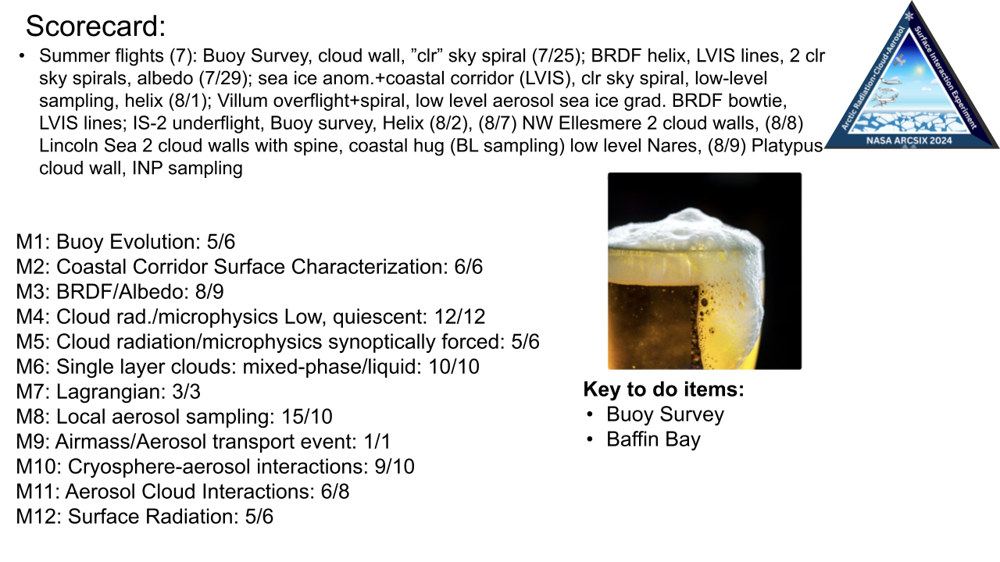 Scorecard:
• Summer flights (7): Buoy Survey, cloud wall, ”clr” sky spiral (7/25); BRDF helix, LVIS lines, 2 clr
sky spirals, albedo (7/29); sea ice anom.+coastal corridor (LVIS), clr sky spiral, low-level
sampling, helix (8/1); Villum overflight+spiral, low level aerosol sea ice grad. BRDF bowtie,
LVIS lines; IS-2 underflight, Buoy survey, Helix (8/2), (8/7) NW Ellesmere 2 cloud walls, (8/8)
Lincoln Sea 2 cloud walls with spine, coastal hug (BL sampling) low level Nares, (8/9) Platypus
cloud wall, INP sampling
Arctic Radiation•Cloud•Aerosol
Surface Interaction Experiment
NASA ARCSIX 2024
M1: Buoy Evolution: 5/6
M2: Coastal Corridor Surface Characterization: 6/6
M3: BRDF/Albedo: 8/9
M4: Cloud rad./microphysics Low, quiescent: 12/12
M5: Cloud radiation/microphysics synoptically forced: 5/6
M6: Single layer clouds: mixed-phase/liquid: 10/10
M7: Lagrangian: 3/3
M8: Local aerosol sampling: 15/10
M9: Airmass/Aerosol transport event: 1/1
M10: Cryosphere-aerosol interactions: 9/10
M11: Aerosol Cloud Interactions: 6/8
M12: Surface Radiation: 5/6
Key to do items:
• Buoy Survey
• Baffin Bay